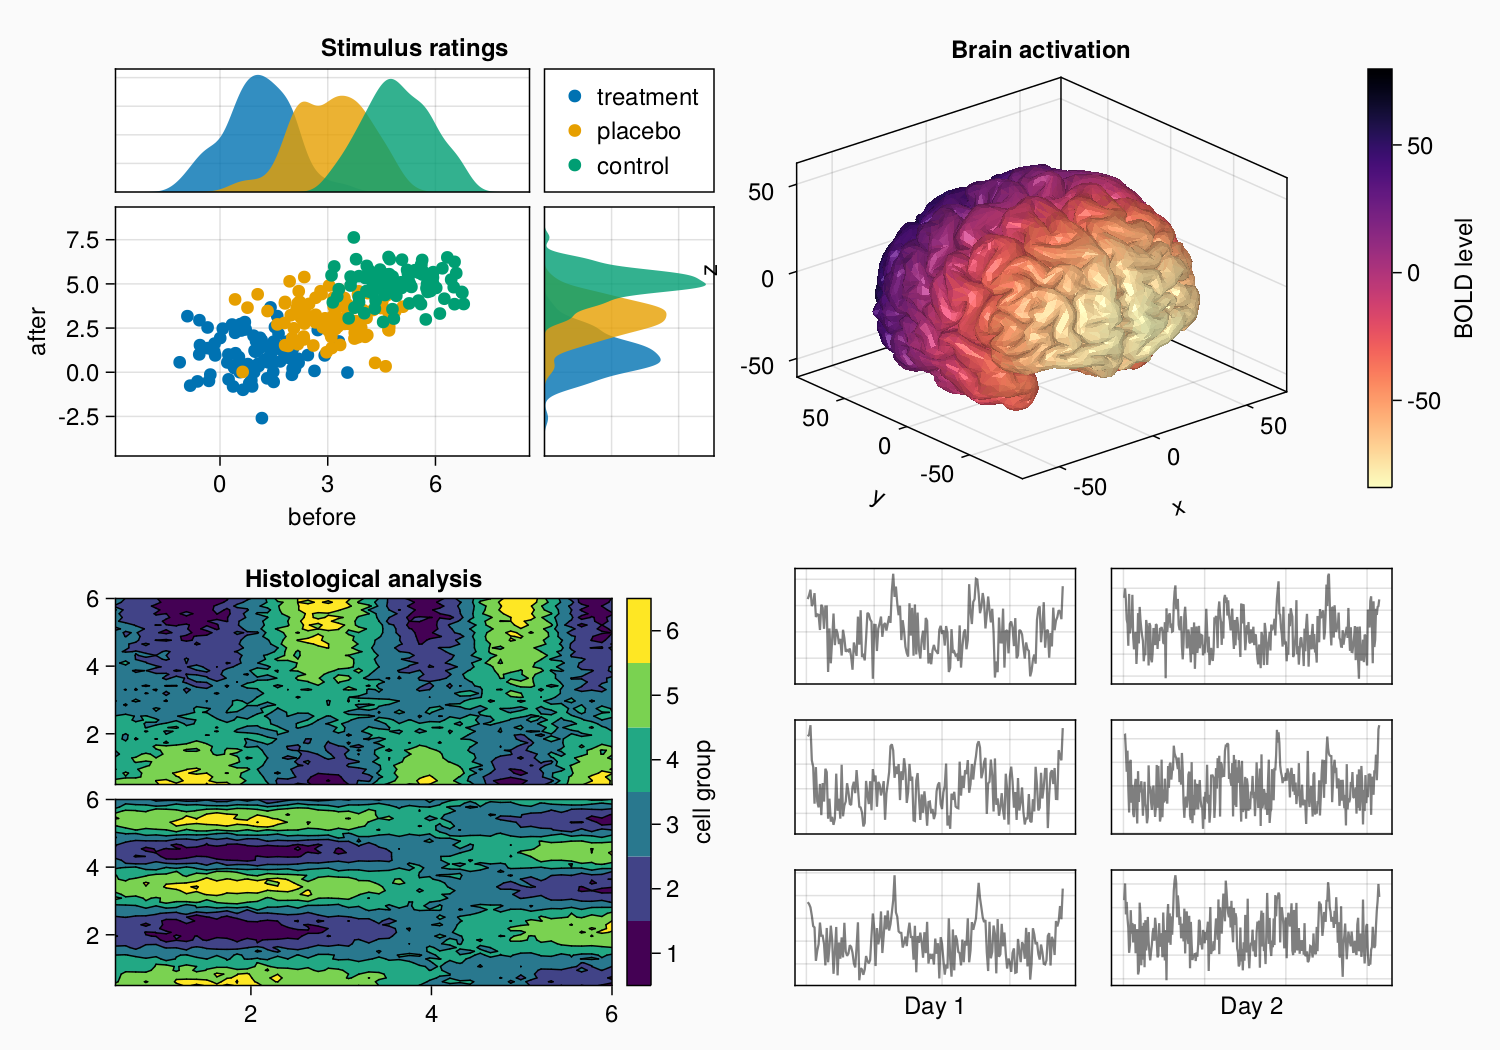 Stimulus ratings
treatment
placebo
control
after
7.5
5.0
2.5
0.0
-2.5
0
3
6
before
Brain activation
z
50
0
-50
50
0
-50
y
-50
0
50
x
50
0
-50
BOLD level
Histological analysis
6
4
2
6
4
2
2
4
6
6
5
4
3
2
1
cell group
Day 1
Day 2